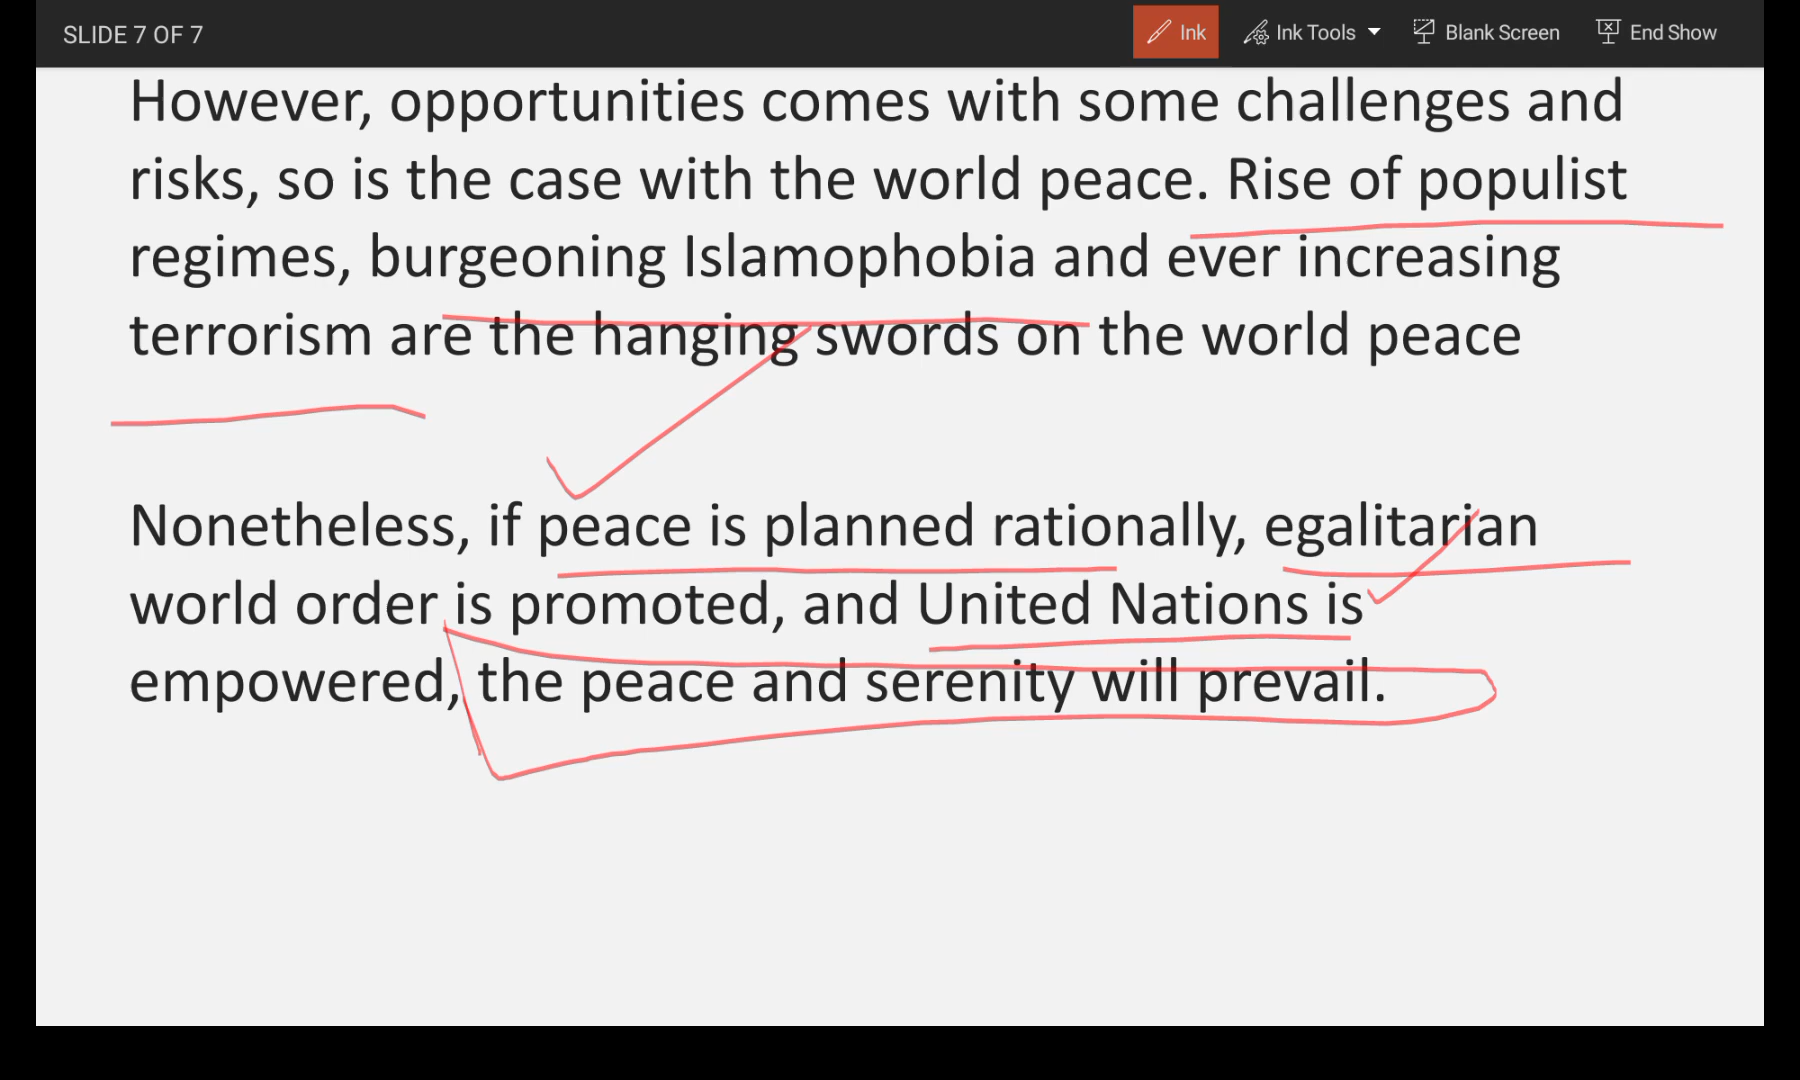 SLIDE 7 OF 7
Ink
Ink Tools
Blank Screen
End Show
However, opportunities comes with some challenges and
risks, so is the case with the world peace. Rise of populist
regimes, burgeoning Islamophobia and ever increasing
terrorism are the hanging swords on the world peace
Nonetheless, if peace is planned rationally, egalitarian
world order is promoted, and United Nations is
empowered, the peace and serenity will prevail.